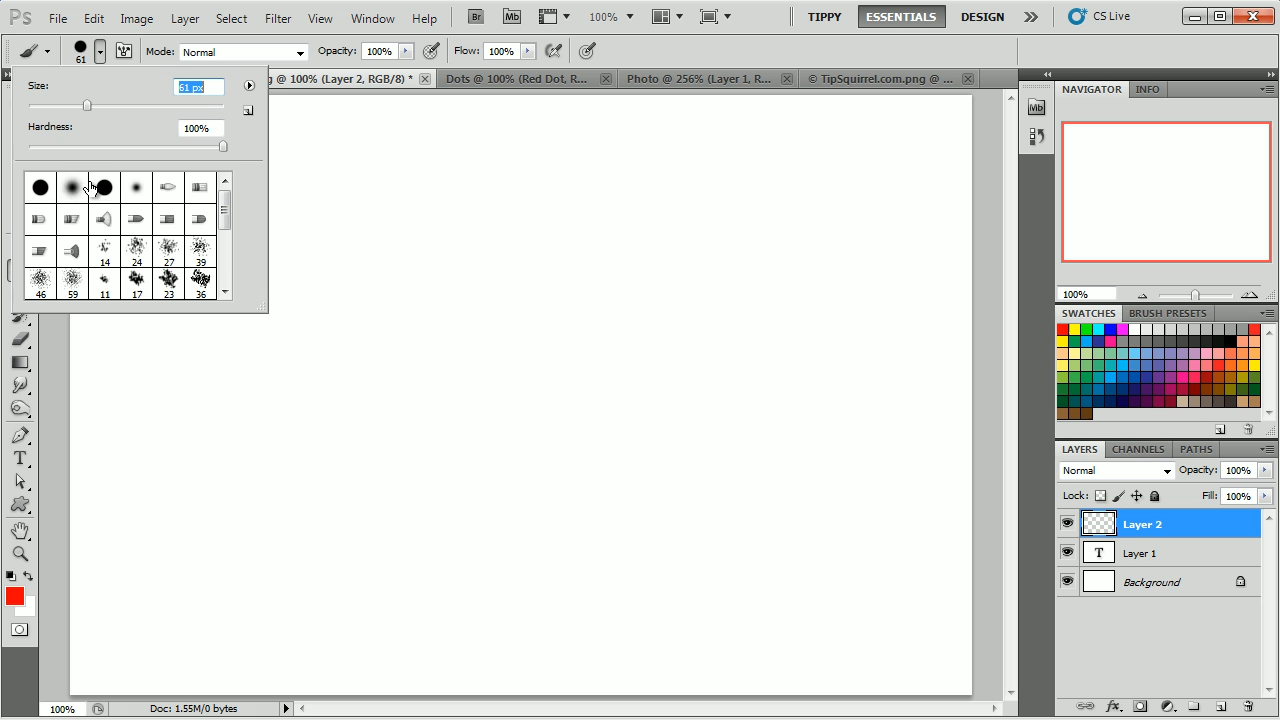 Ps File Edit Image Layer Select Filter 3D View Window Help Br Mb 100% TIPPY ESSENTIALS DESIGN CS Live
61 Mode: Normal Opacity: 100% Flow: 100%
g @ 100% (Layer 2, RGB/8) * Dots @ 100% (Red Dot, R... Photo @ 256% (Layer 1, R... © TipSquirrel.com.png @ ...
Size: 61 px
Hardness: 100%
14 24 27 39
46 59 11 17 23 36
T
Mb
NAVIGATOR INFO
100%
SWATCHES BRUSH PRESETS
LAYERS CHANNELS PATHS
Normal Opacity: 100%
Lock: Fill: 100%
Layer 2
T Layer 1
Background
fx
100% Doc: 1.55M/0 bytes